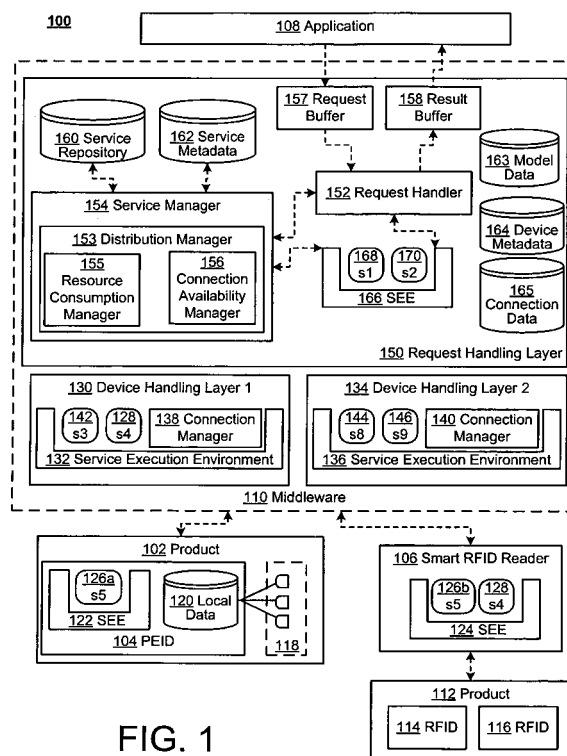 100
108 Application
157 Request
Buffer
158 Result
Buffer
160 Service
Repository
162 Service
Metadata
163 Model
Data
152 Request Handler
154 Service Manager
153 Distribution Manager
155
Resource
Consumption
Manager
156
Connection
Availability
Manager
168
s1
170
s2
166 SEE
164 Device
Metadata
165
Connection
Data
150 Request Handling Layer
130 Device Handling Layer 1
142
s3
128
s4
138 Connection
Manager
132 Service Execution Environment
134 Device Handling Layer 2
144
s8
146
s9
140 Connection
Manager
136 Service Execution Environment
110 Middleware
102 Product
126a
s5
122 SEE
120 Local
Data
104 PEID
118
106 Smart RFID Reader
126b
s5
128
s4
124 SEE
112 Product
114 RFID
116 RFID
FIG. 1